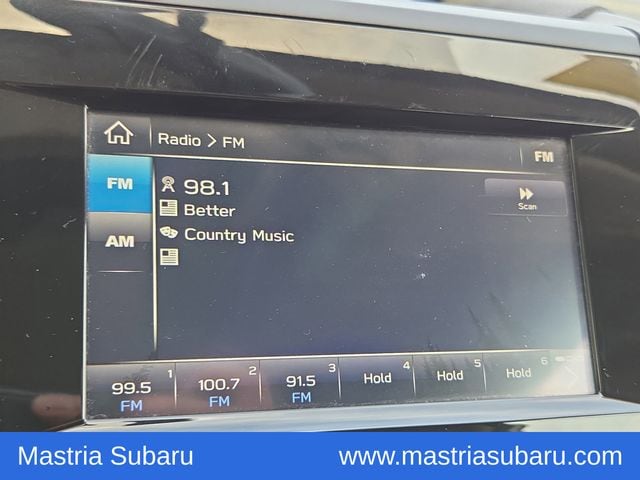 Radio > FM
FM
FM
98.1
Scan
Better
AM
Country Music
1 2 3 4 5 6
99.5 100.7 91.5 Hold Hold Hold
FM FM FM
Mastria Subaru www.mastriasubaru.com